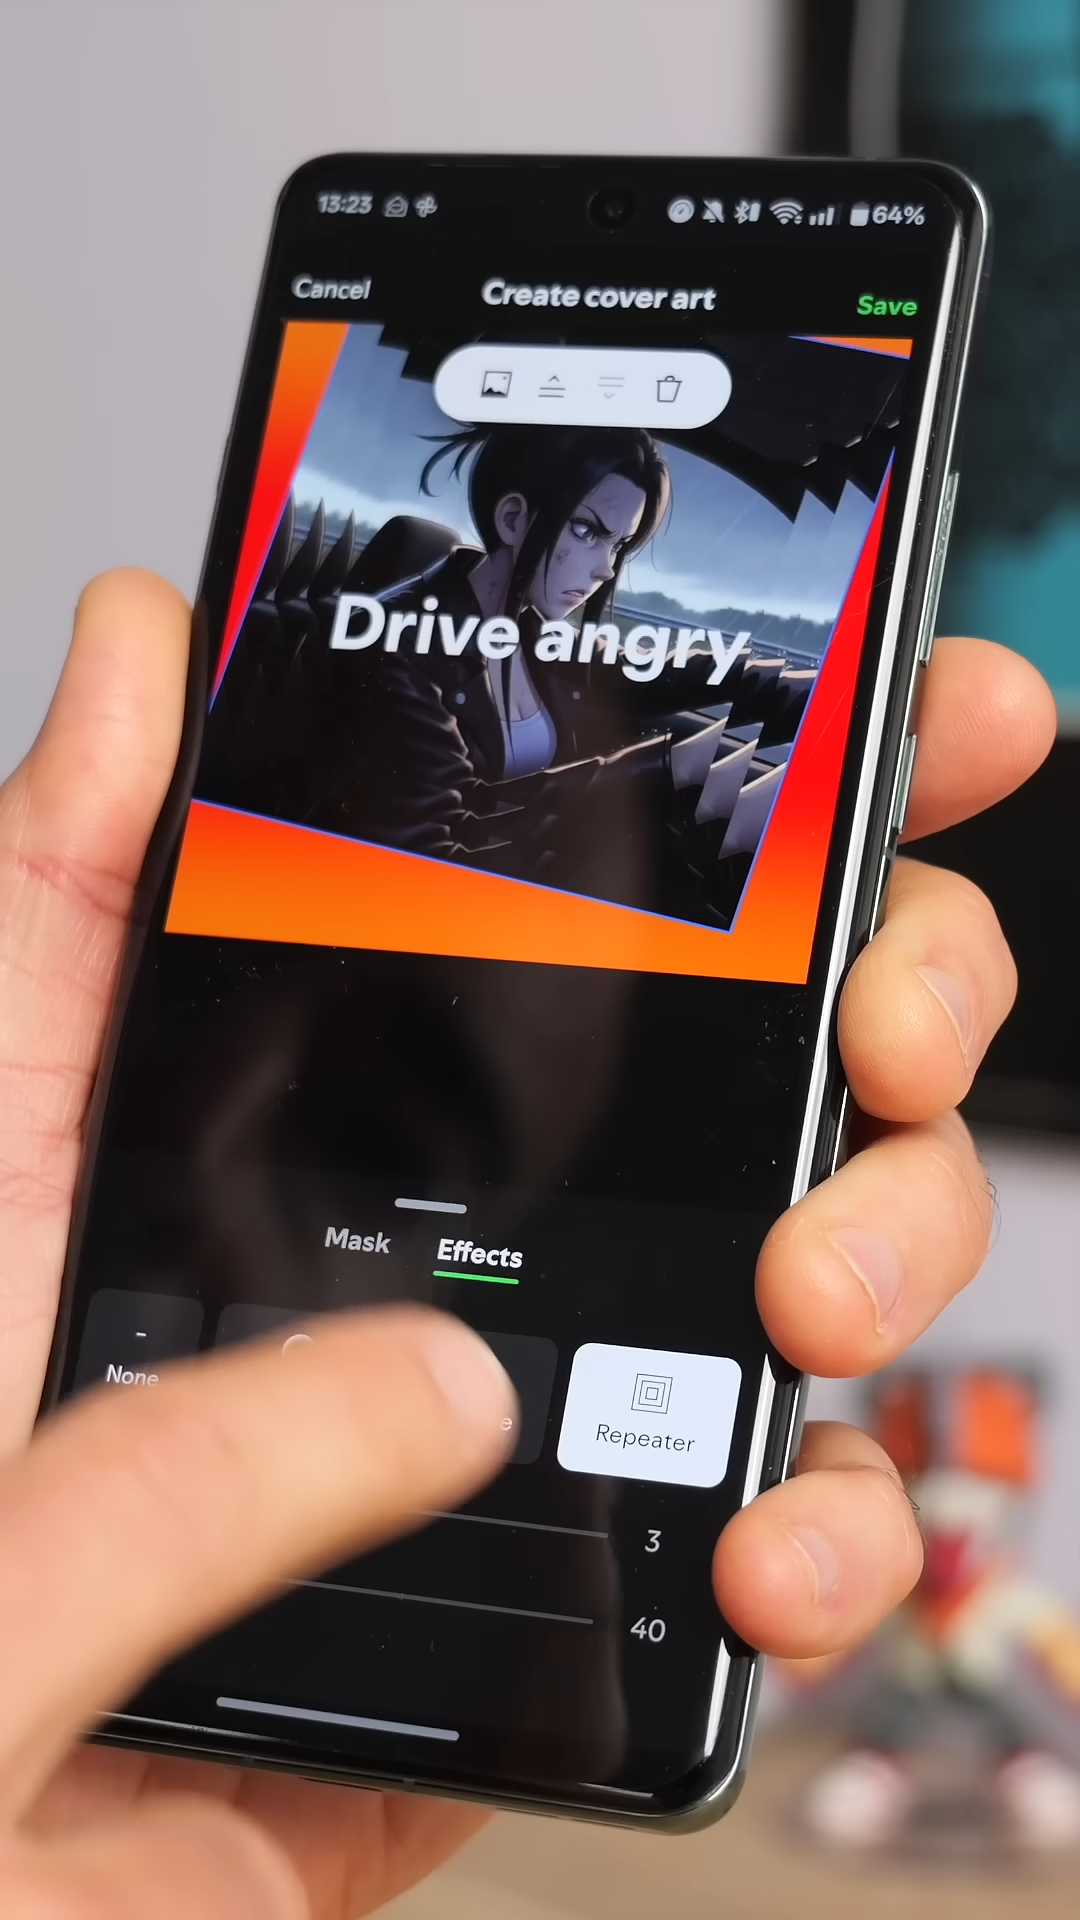 13:23
64%
Cancel
Create cover art
Save
Drive angry
Mask
Effects
None
Repeater
3
40